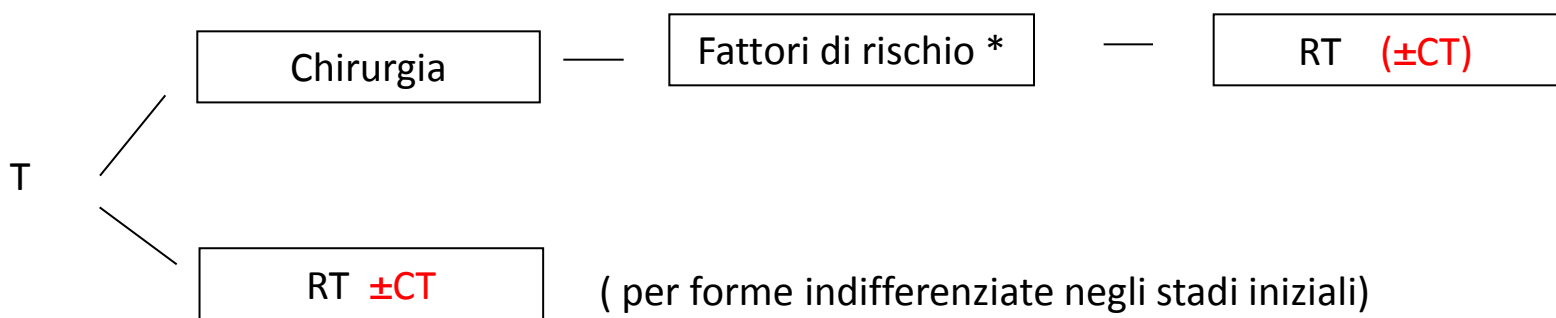 Chirurgia
Fattori di rischio *
RT (±CT)
T
RT ±CT
( per forme indifferenziate negli stadi iniziali)